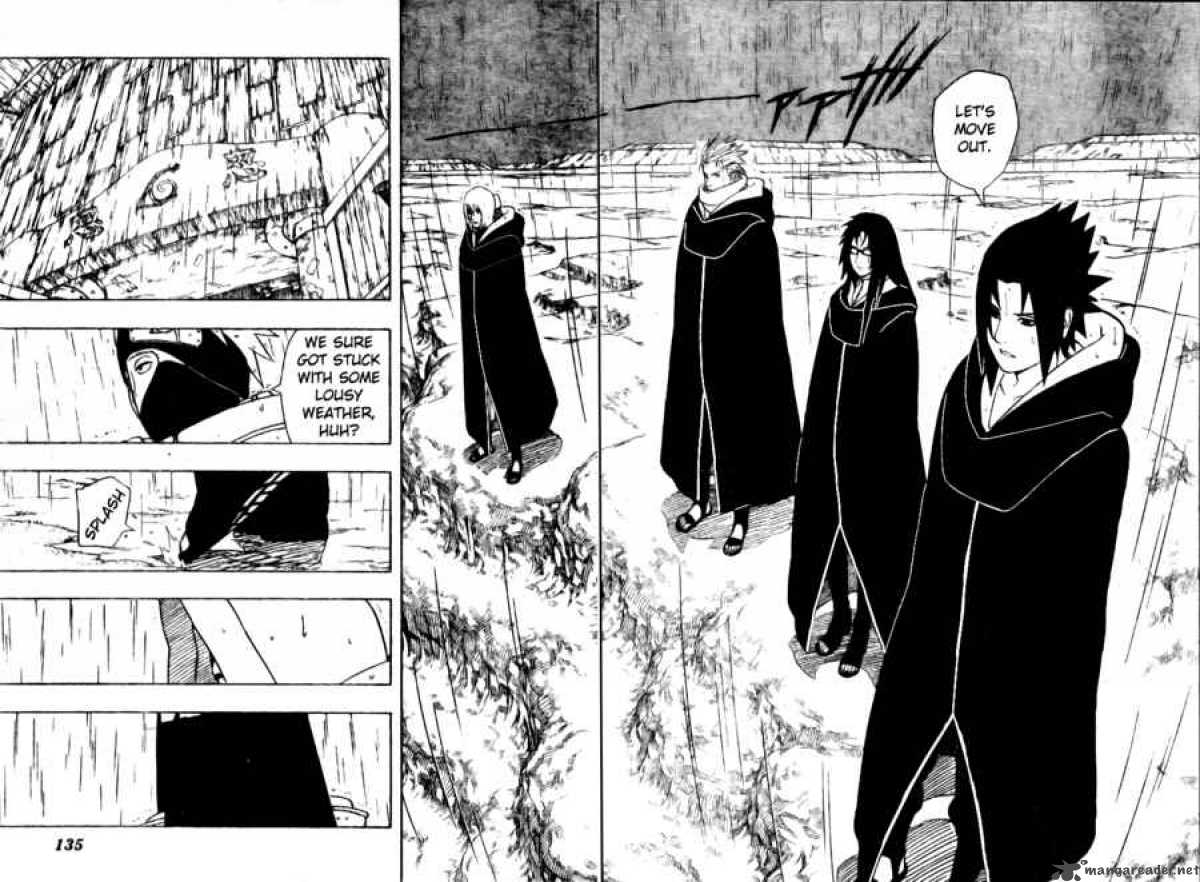 LET'S
MOVE
OUT.
WE SURE
GOT STUCK
WITH SOME
LOUSY
WEATHER,
HUH?
SPLASH
135
mangareader.net